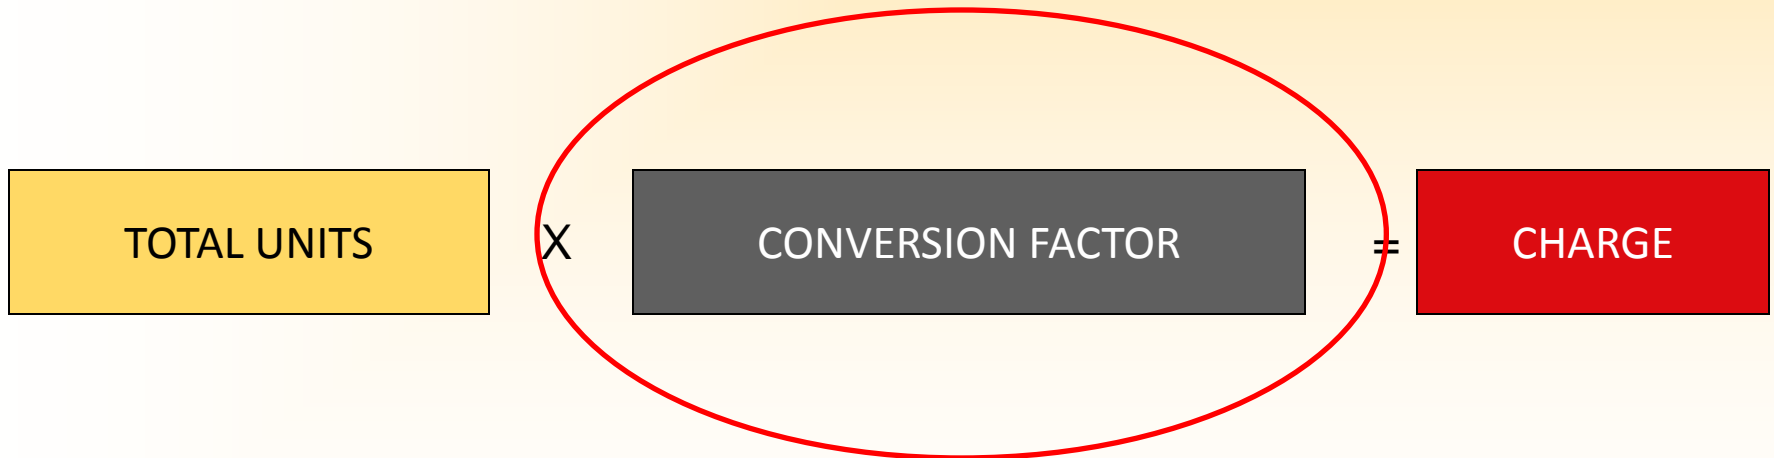 TOTAL UNITS X CONVERSION FACTOR = CHARGE